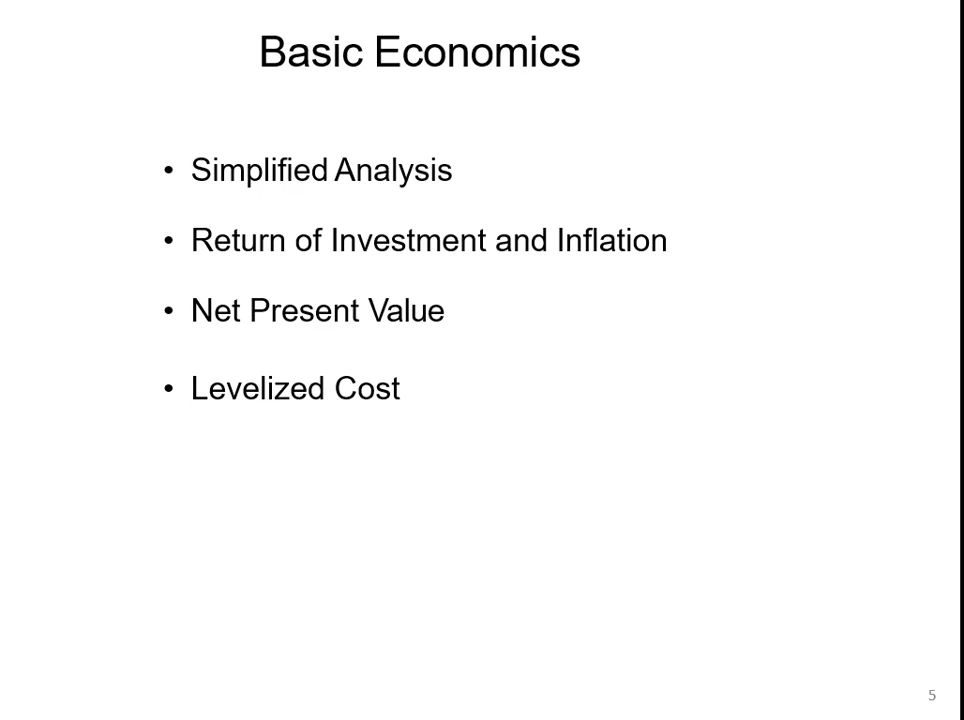 Basic Economics
• Simplified Analysis
• Return of Investment and Inflation
• Net Present Value
• Levelized Cost
5